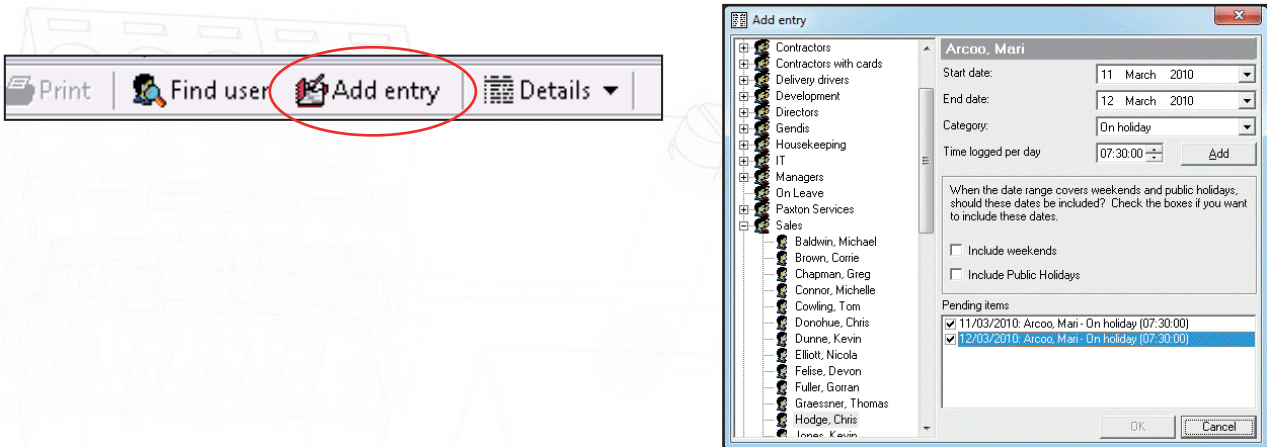 Print Find user Add entry Details
Add entry
Contractors
Contractors with cards
Delivery drivers
Development
Directors
Gendis
Housekeeping
IT
Managers
On Leave
Paxton Services
Sales
Baldwin, Michael
Brown, Corrie
Chapman, Greg
Connor, Michelle
Cowling, Tom
Donohue, Chris
Dunne, Kevin
Elliott, Nicola
Felise, Devon
Fuller, Gorran
Graessner, Thomas
Hodge, Chris
Jones, Kevin
Arcoo, Mari
Start date: 11 March 2010
End date: 12 March 2010
Category: On holiday
Time logged per day 07:30:00 Add
When the date range covers weekends and public holidays,
should these dates be included? Check the boxes if you want
to include these dates.
Include weekends
Include Public Holidays
Pending items
11/03/2010: Arcoo, Mari - On holiday (07:30:00)
12/03/2010: Arcoo, Mari - On holiday (07:30:00)
OK Cancel